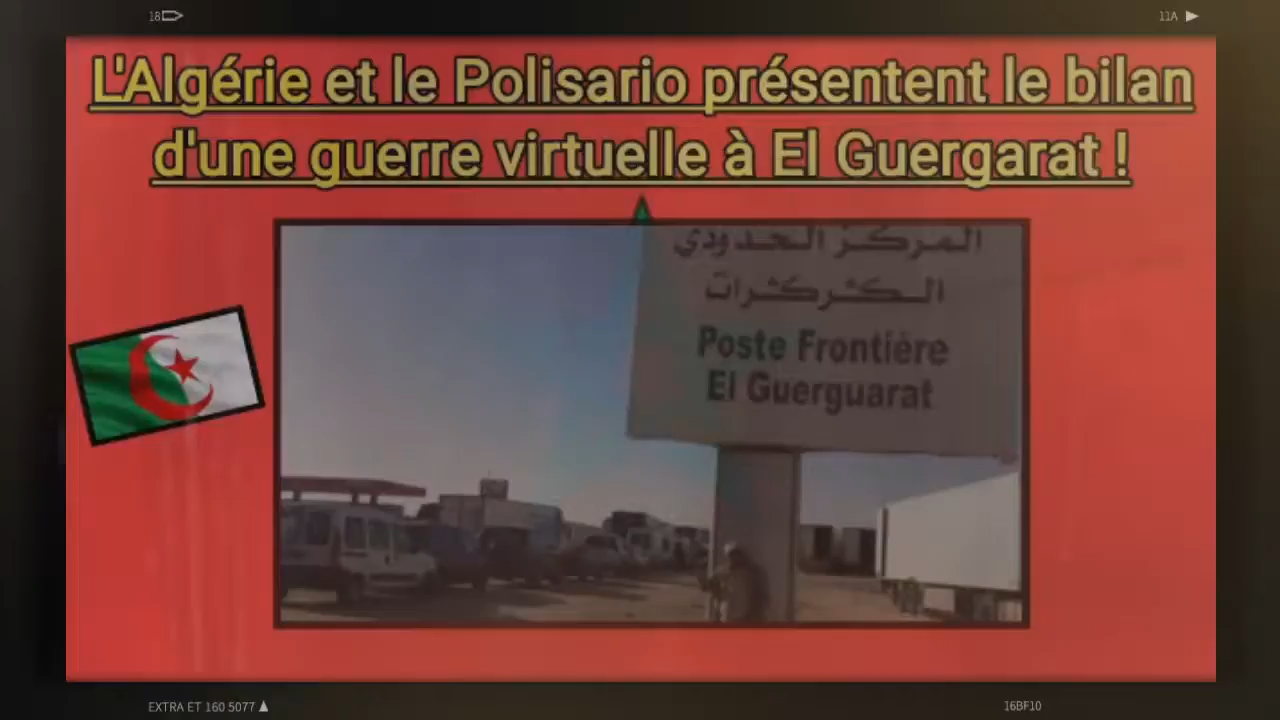 18
11A
L'Algérie et le Polisario présentent le bilan
d'une guerre virtuelle à El Guergarat !
المركز الحدودي
الكركرات
Poste Frontière
El Guerguarat
EXTRA ET 160 5077
16BF10